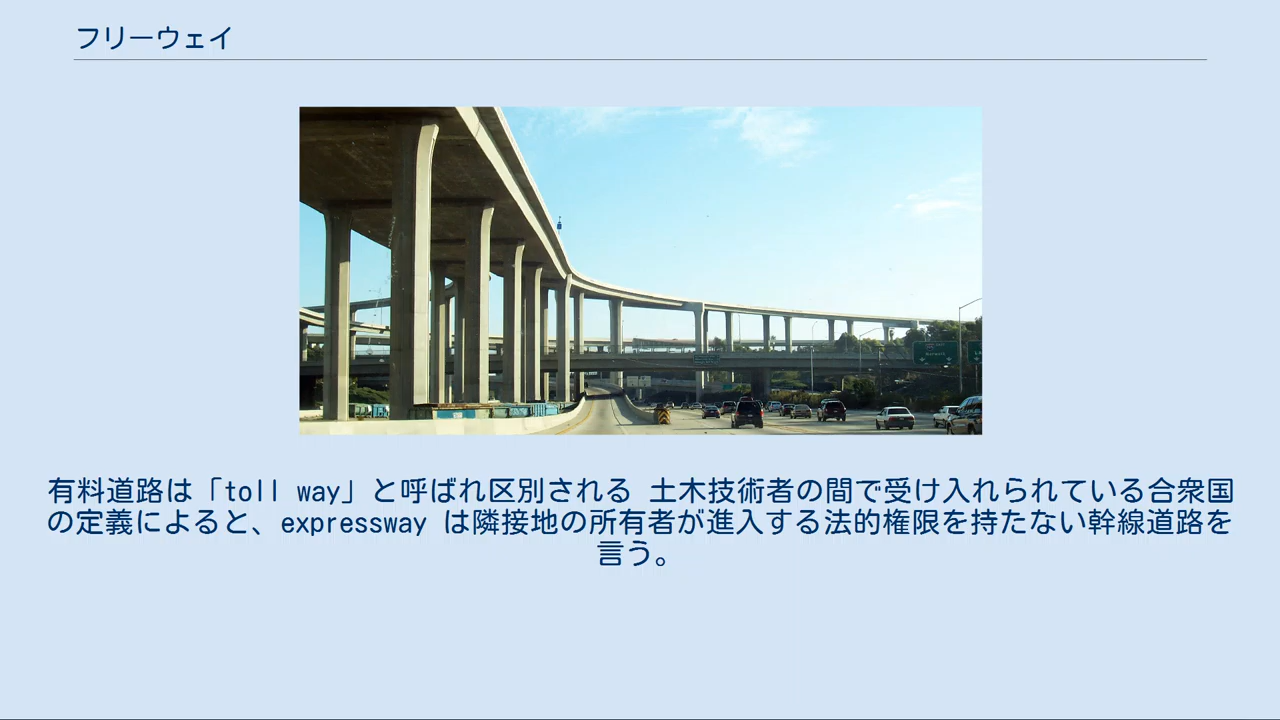 フリーウェイ
有料道路は「toll way」と呼ばれ区別される 土木技術者の間で受け入れられている合衆国
の定義によると、expressway は隣接地の所有者が進入する法的権限を持たない幹線道路を
言う。